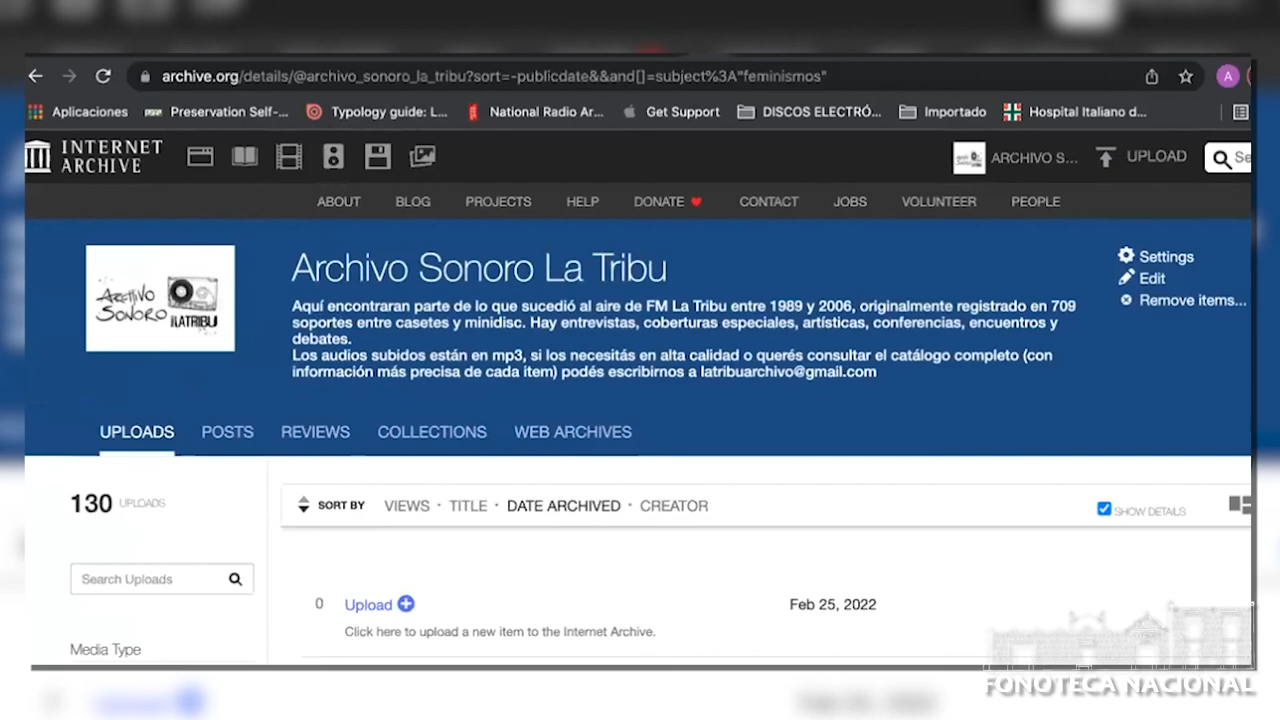 archive.org/details/@archivo_sonoro_la_tribu?sort=-publicdate&&and[]=subject%3A"feminismos"
A
Aplicaciones Preservation Self-... Typology guide: L... National Radio Ar... Get Support DISCOS ELECTRÓ... Importado Hospital Italiano d...
INTERNET ARCHIVE ARCHIVO S... UPLOAD Se
ABOUT BLOG PROJECTS HELP DONATE CONTACT JOBS VOLUNTEER PEOPLE
ARCHIVO SONORO LA TRIBU
Archivo Sonoro La Tribu
Aquí encontraran parte de lo que sucedió al aire de FM La Tribu entre 1989 y 2006, originalmente registrado en 709
soportes entre casetes y minidisc. Hay entrevistas, coberturas especiales, artísticas, conferencias, encuentros y
debates.
Los audios subidos están en mp3, si los necesitás en alta calidad o querés consultar el catálogo completo (con
información más precisa de cada item) podés escribirnos a latribuarchivo@gmail.com
Settings
Edit
Remove items...
UPLOADS POSTS REVIEWS COLLECTIONS WEB ARCHIVES
130 UPLOADS
SORT BY VIEWS · TITLE · DATE ARCHIVED · CREATOR
SHOW DETAILS
Search Uploads
Media Type
0 Upload Feb 25, 2022
Click here to upload a new item to the Internet Archive.
FONOTECA NACIONAL